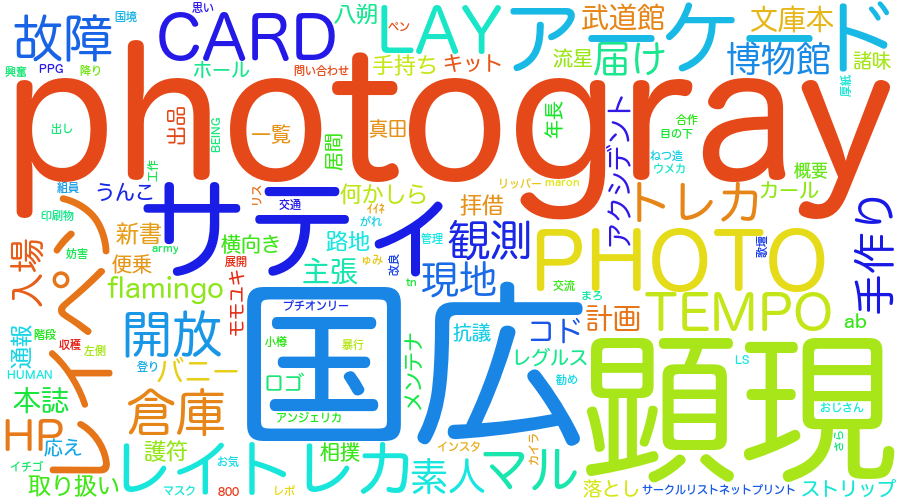 思い
国境
故障
CARD
八朔
ペン
LAY
アーケード
武道館
文庫本
博物館
諸味
興奮
PPG
降り
ホール
問い合わせ
手持ち
キット
流星
届け
厚紙
photogray
出し
出品
BEING
一覧
居間
真田
年長
合作
目の下
アクシデント
ねつ造
ウメカ
概要
カール
工作
組員
うんこ
サティ
リス
交通
何かしら
ｲｲﾈ
がれ
リッパー
maron
拝借
トレカ
手作り
印刷物
レイペン
新書
army
横向き
路地
管理
観測
PHOTO
妨害
入場
便乗
展開
主張
ゅみ
改良
tn
現地
交流
flamingo
モモユキ
国広
プチオンリー
まろ
TEMPO
計画
コド
ab
通報
階段
収穫
左側
開放
小樽
暴行
抗議
メンテナ
レグルス
顕現
LS
HUMAN
登り
バニー
ロゴ
勧め
イチゴ
本誌
倉庫
アンジェリカ
おじさん
HP
応え
護符
相撲
インスタ
カイラ
さら
取り扱い
レイトレカ
お気
素人
マル
マスク
800
レポ
落とし
サークルリストネットプリント
ストリップ